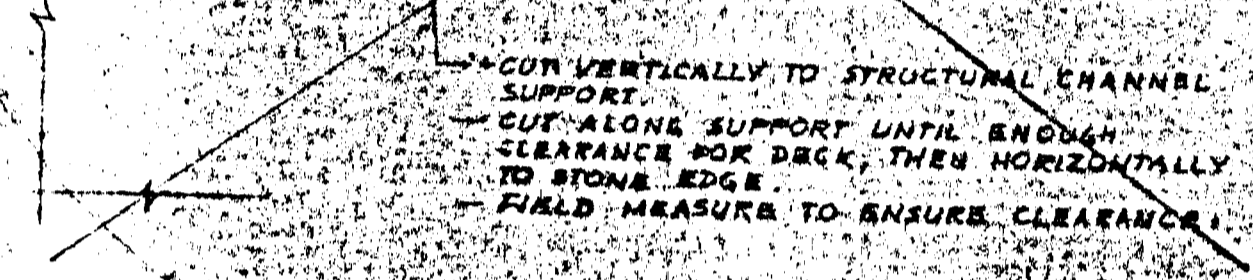 - CUT VERTICALLY TO STRUCTURAL CHANNEL
SUPPORT.
- CUT ALONG SUPPORT UNTIL ENOUGH
CLEARANCE FOR DECK, THEN HORIZONTALLY
TO STONE EDGE.
- FIELD MEASURE TO ENSURE CLEARANCE.